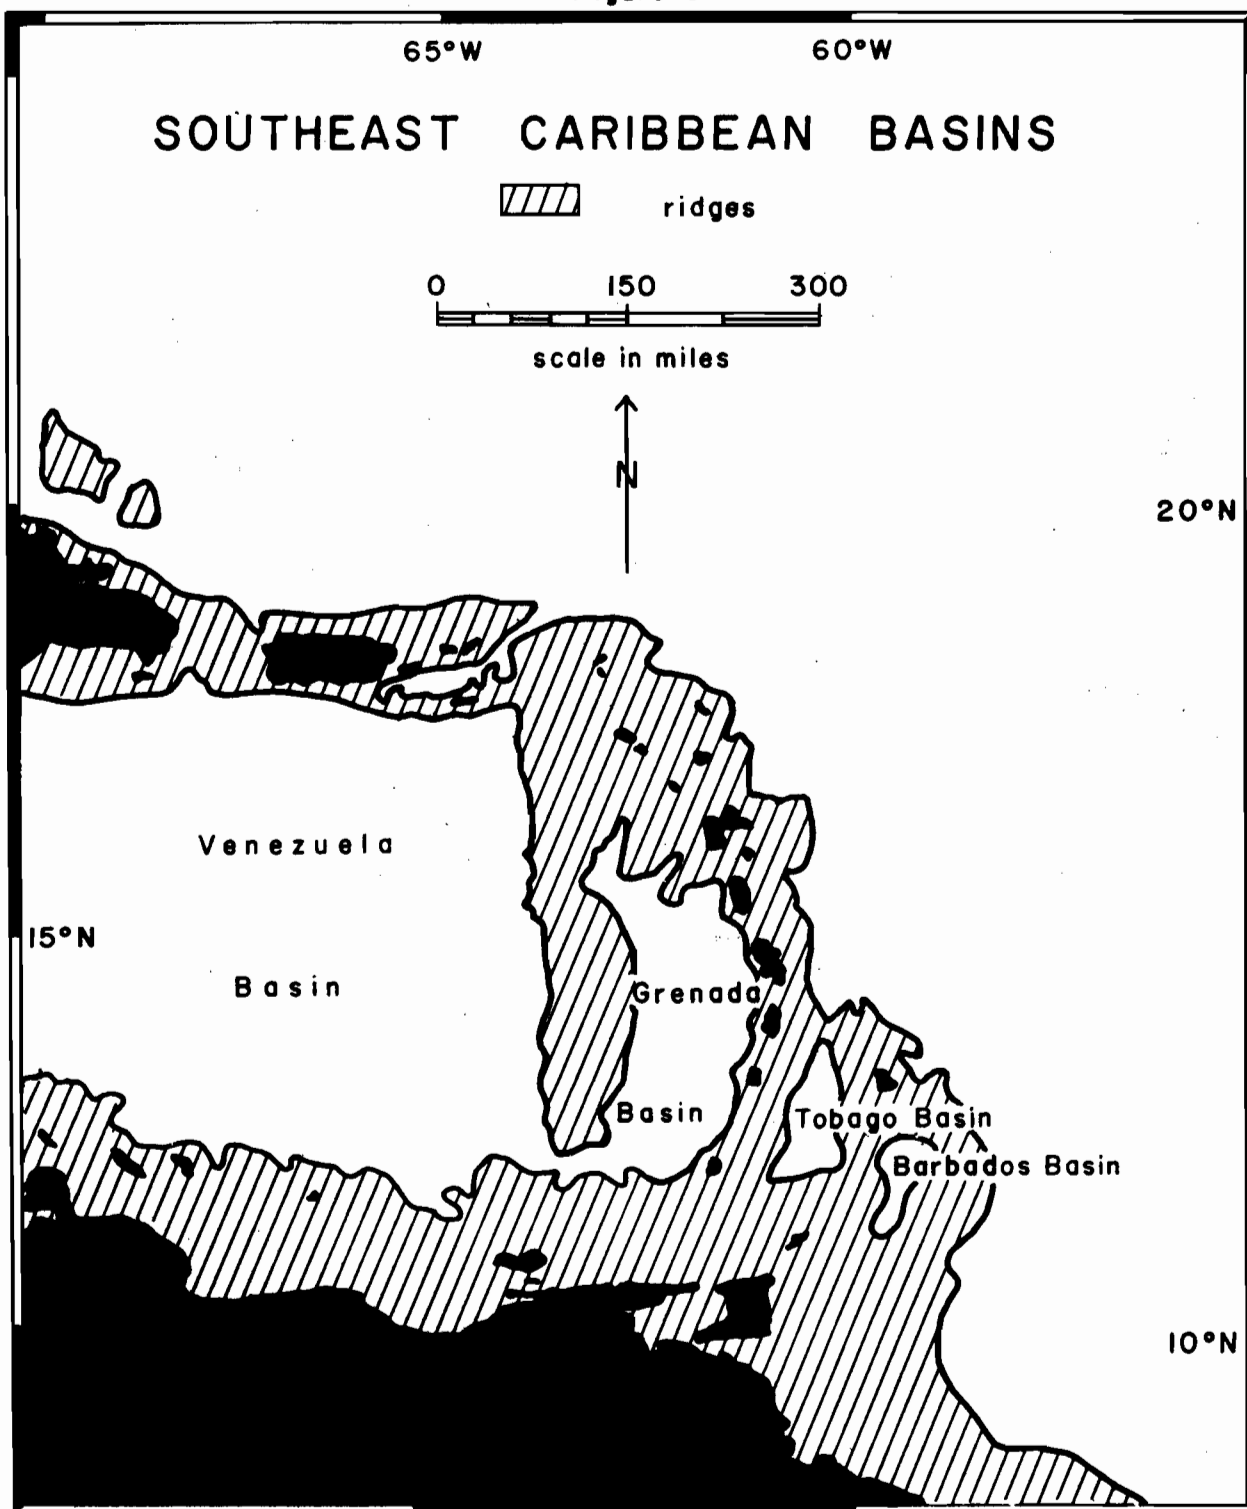 65°W 60°W
SOUTHEAST CARIBBEAN BASINS
ridges
0 150 300
scale in miles
N
20°N
Venezuela
15°N
Basin
Grenada
Basin
Tobago Basin
Barbados Basin
10°N